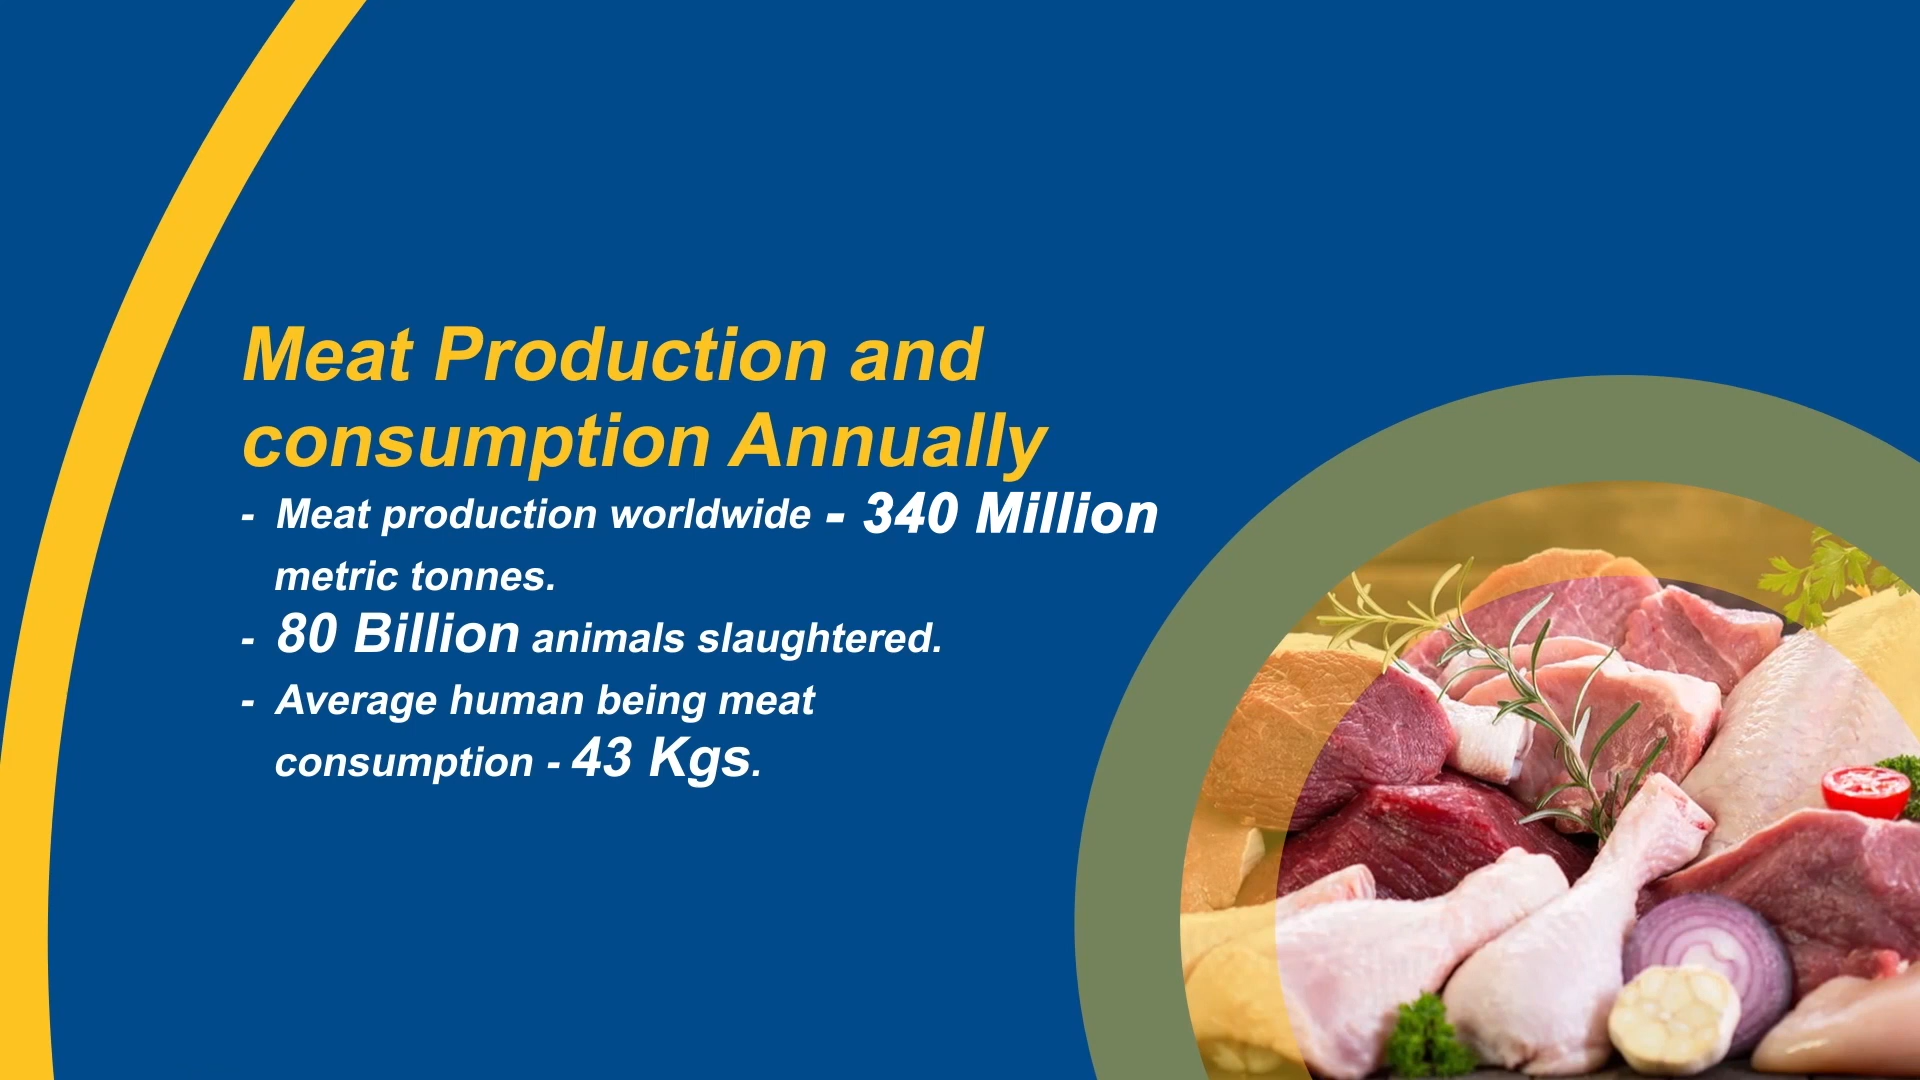 Meat Production and
consumption Annually
- Meat production worldwide - 340 Million
metric tonnes.
- 80 Billion animals slaughtered.
- Average human being meat
consumption - 43 Kgs.